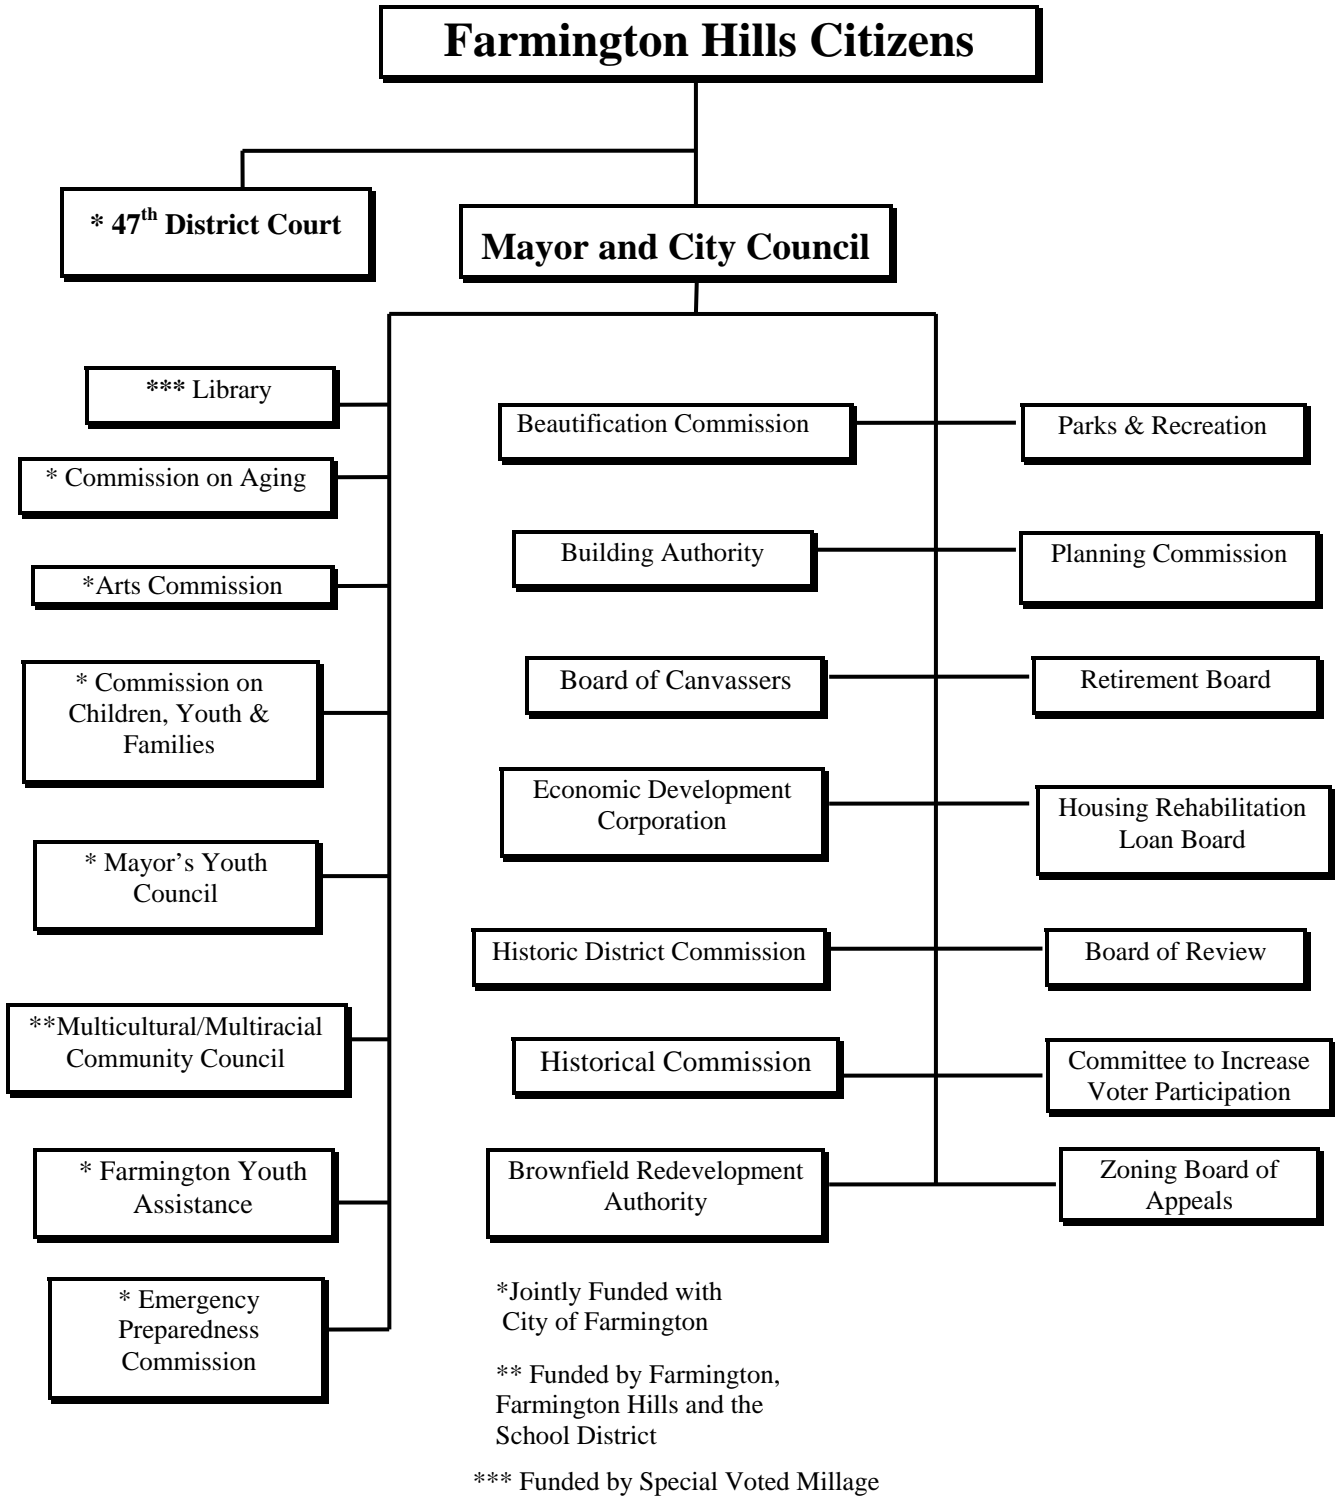 Farmington Hills Citizens
* 47th District Court
Mayor and City Council
*** Library
* Commission on Aging
*Arts Commission
* Commission on
Children, Youth &
Families
* Mayor’s Youth
Council
**Multicultural/Multiracial
Community Council
* Farmington Youth
Assistance
* Emergency
Preparedness
Commission
Beautification Commission
Building Authority
Board of Canvassers
Economic Development
Corporation
Historic District Commission
Historical Commission
Brownfield Redevelopment
Authority
Parks & Recreation
Planning Commission
Retirement Board
Housing Rehabilitation
Loan Board
Board of Review
Committee to Increase
Voter Participation
Zoning Board of
Appeals
*Jointly Funded with
City of Farmington
** Funded by Farmington,
Farmington Hills and the
School District
*** Funded by Special Voted Millage